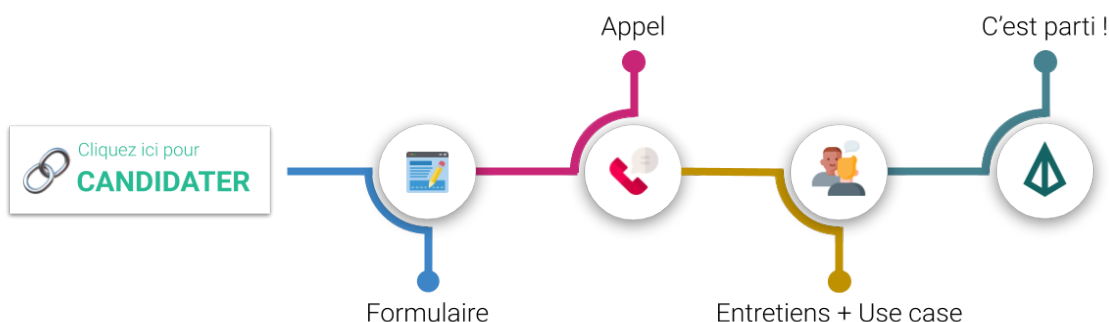 Cliquez ici pour
CANDIDATER
Formulaire
Appel
Entretiens + Use case
C'est parti !